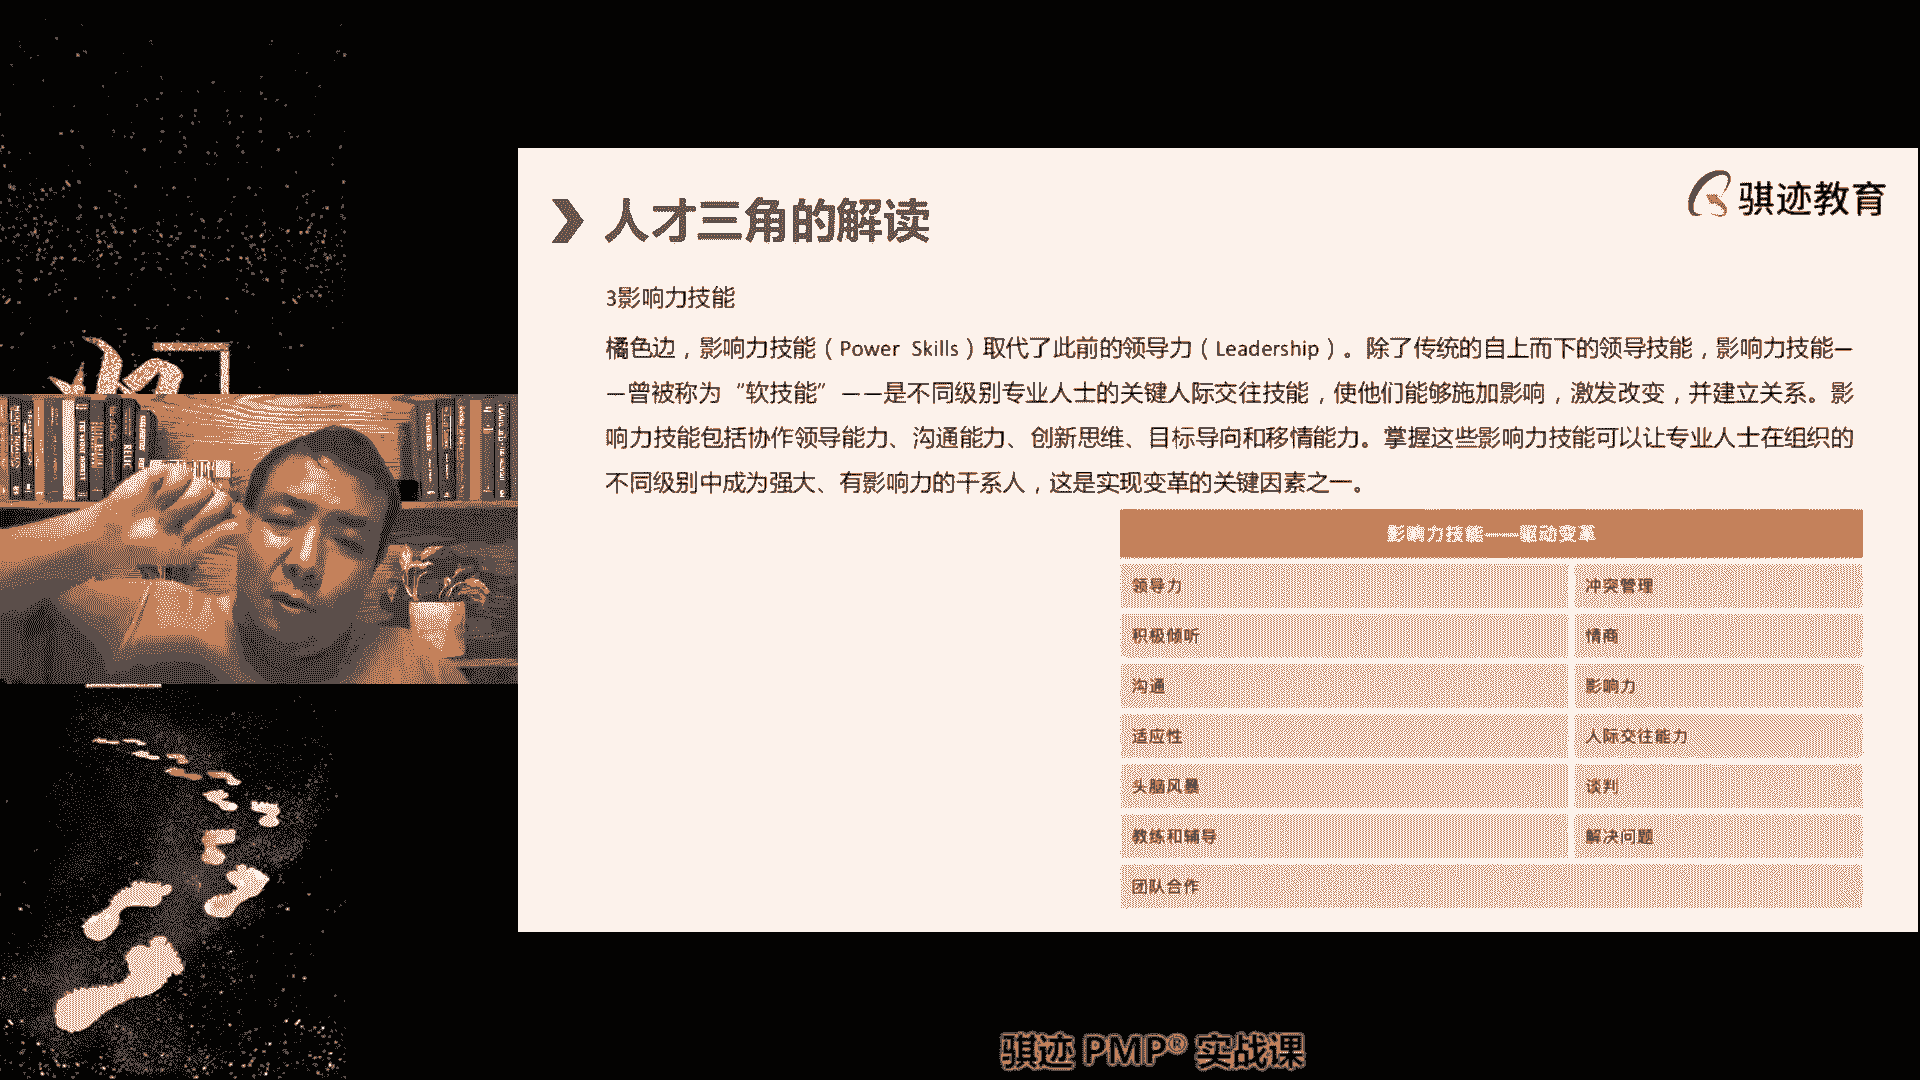 骐迹教育
人才三角的解读
3影响力技能
橘色边，影响力技能（Power Skills）取代了此前的领导力（Leadership）。除了传统的自上而下的领导技能，影响力技能—
—曾被称为“软技能”——是不同级别专业人士的关键人际交往技能，使他们能够施加影响，激发改变，并建立关系。影
响力技能包括协作领导能力、沟通能力、创新思维、目标导向和移情能力。掌握这些影响力技能可以让专业人士在组织的
不同级别中成为强大、有影响力的干系人，这是实现变革的关键因素之一。
影响力技能——驱动变革
领导力 冲突管理
积极倾听 情商
沟通 影响力
适应性 人际交往能力
头脑风暴 谈判
教练和辅导 解决问题
团队合作
骐迹 PMP® 实战课